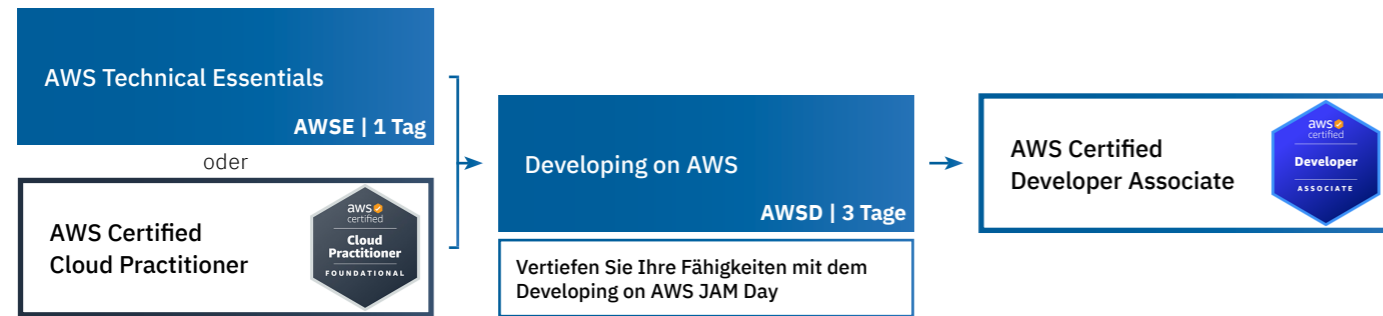 AWS Technical Essentials
AWSE | 1 Tag
oder
AWS Certified
Cloud Practitioner
aws
certified
Cloud
Practitioner
FOUNDATIONAL
Developing on AWS
AWSD | 3 Tage
Vertiefen Sie Ihre Fähigkeiten mit dem
Developing on AWS JAM Day
AWS Certified
Developer Associate
aws
certified
Developer
ASSOCIATE